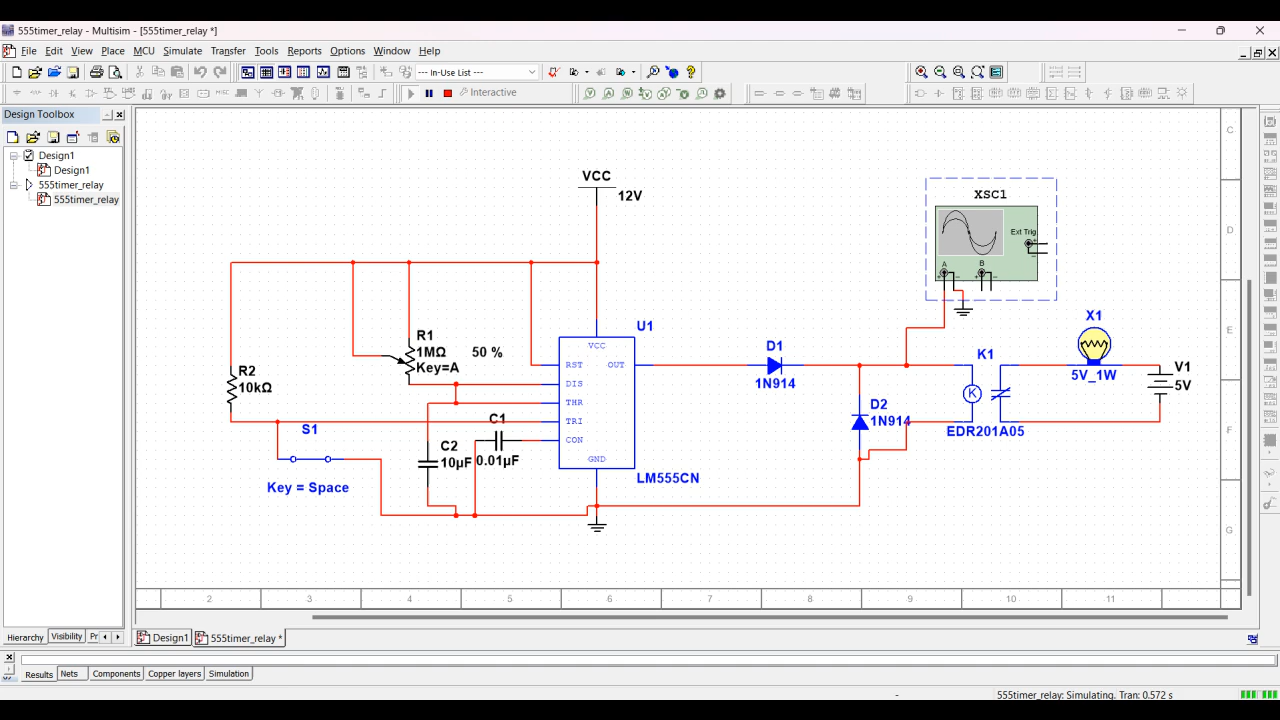 555timer_relay - Multisim - [555timer_relay *]
File Edit View Place MCU Simulate Transfer Tools Reports Options Window Help
--- In-Use List ---
Interactive
Design Toolbox
Design1
Design1
555timer_relay
555timer_relay
VCC
12V
XSC1
Ext Trig
A
B
R1
1MΩ
Key=A
50 %
R2
10kΩ
S1
Key = Space
C1
0.01µF
C2
10µF
U1
VCC
RST
OUT
DIS
THR
TRI
CON
GND
LM555CN
D1
1N914
D2
1N914
K1
K
EDR201A05
X1
5V_1W
V1
5V
C
D
E
F
G
2 3 4 5 6 7 8 9 10 11
Hierarchy Visibility Pr
Design1 555timer_relay *
Results Nets Components Copper layers Simulation
- 555timer_relay: Simulating. Tran: 0.572 s